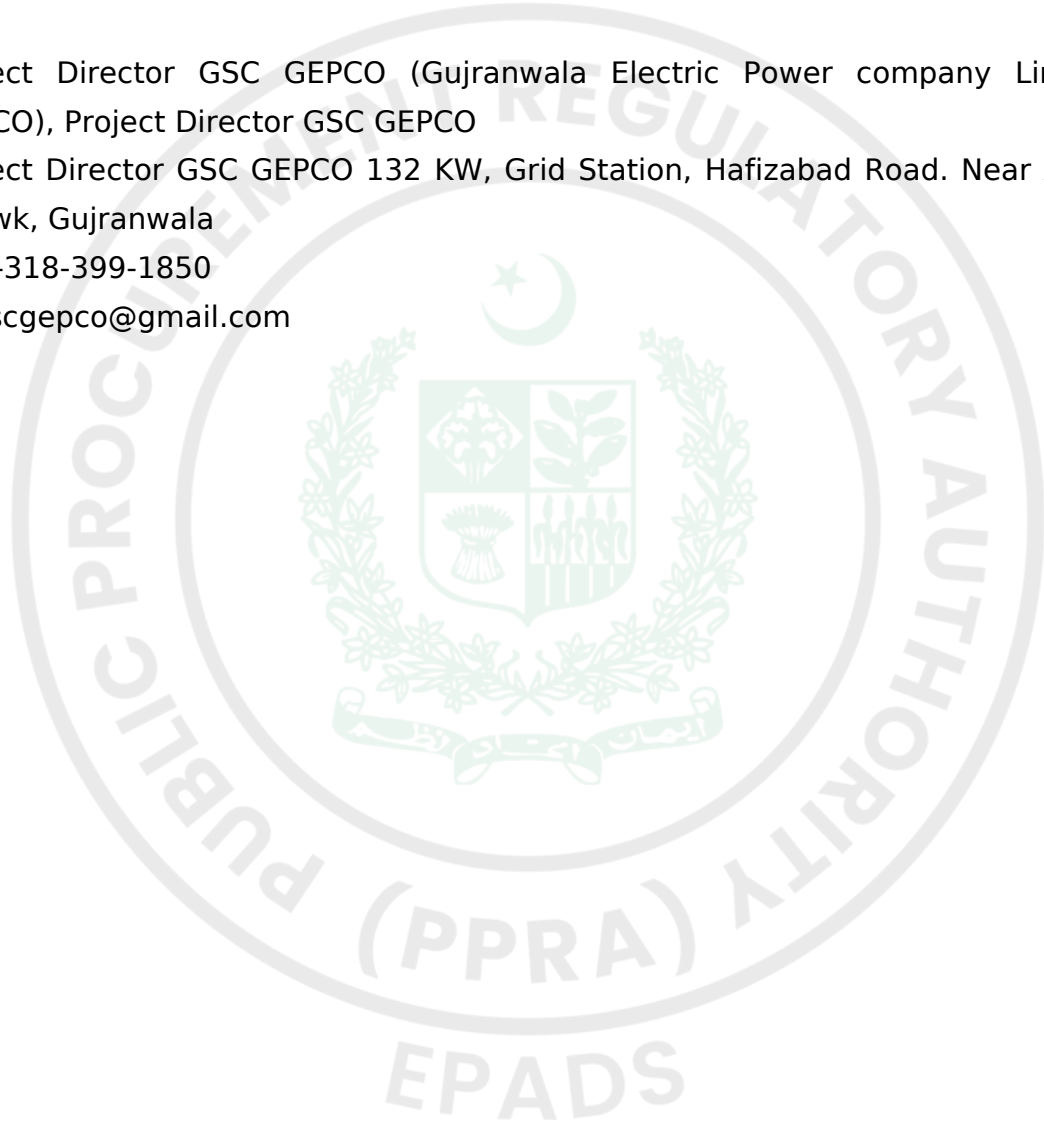 ect Director GSC GEPCO (Gujranwala Electric Power company Li
CO), Project Director GSC GEPCO
ect Director GSC GEPCO 132 KW, Grid Station, Hafizabad Road. Near
wk, Gujranwala
-318-399-1850
scgepco@gmail.com
PUBLIC PROCUREMENT REGULATORY AUTHORITY
(PPRA)
EPADS